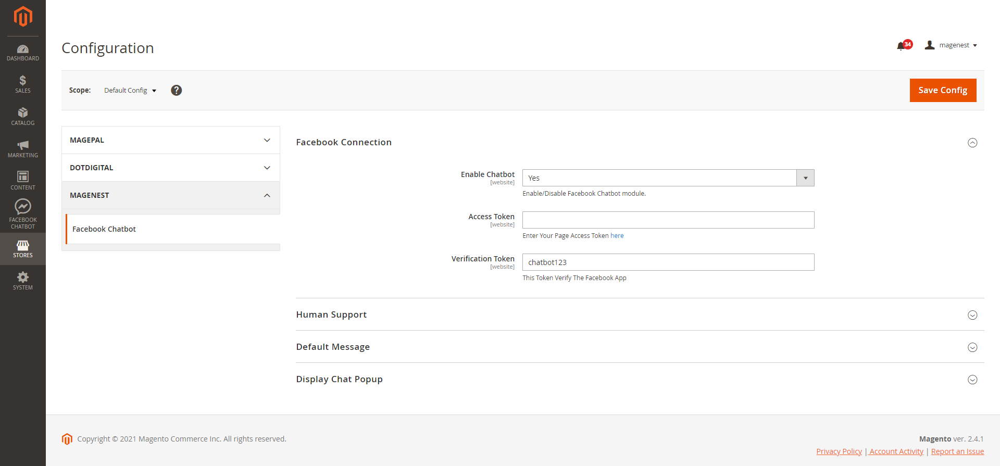 DASHBOARD
SALES
CATALOG
MARKETING
CONTENT
FACEBOOK
CHATBOT
STORES
SYSTEM
Configuration
34
magenest
Scope: Default Config ?
Save Config
MAGEPAL
DOTDIGITAL
MAGENEST
Facebook Chatbot
Facebook Connection
Enable Chatbot
[website]
Yes
Enable/Disable Facebook Chatbot module.
Access Token
[website]
Enter Your Page Access Token here
Verification Token
[website]
chatbot123
This Token Verify The Facebook App
Human Support
Default Message
Display Chat Popup
Copyright © 2021 Magento Commerce Inc. All rights reserved.
Magento ver. 2.4.1
Privacy Policy | Account Activity | Report an Issue